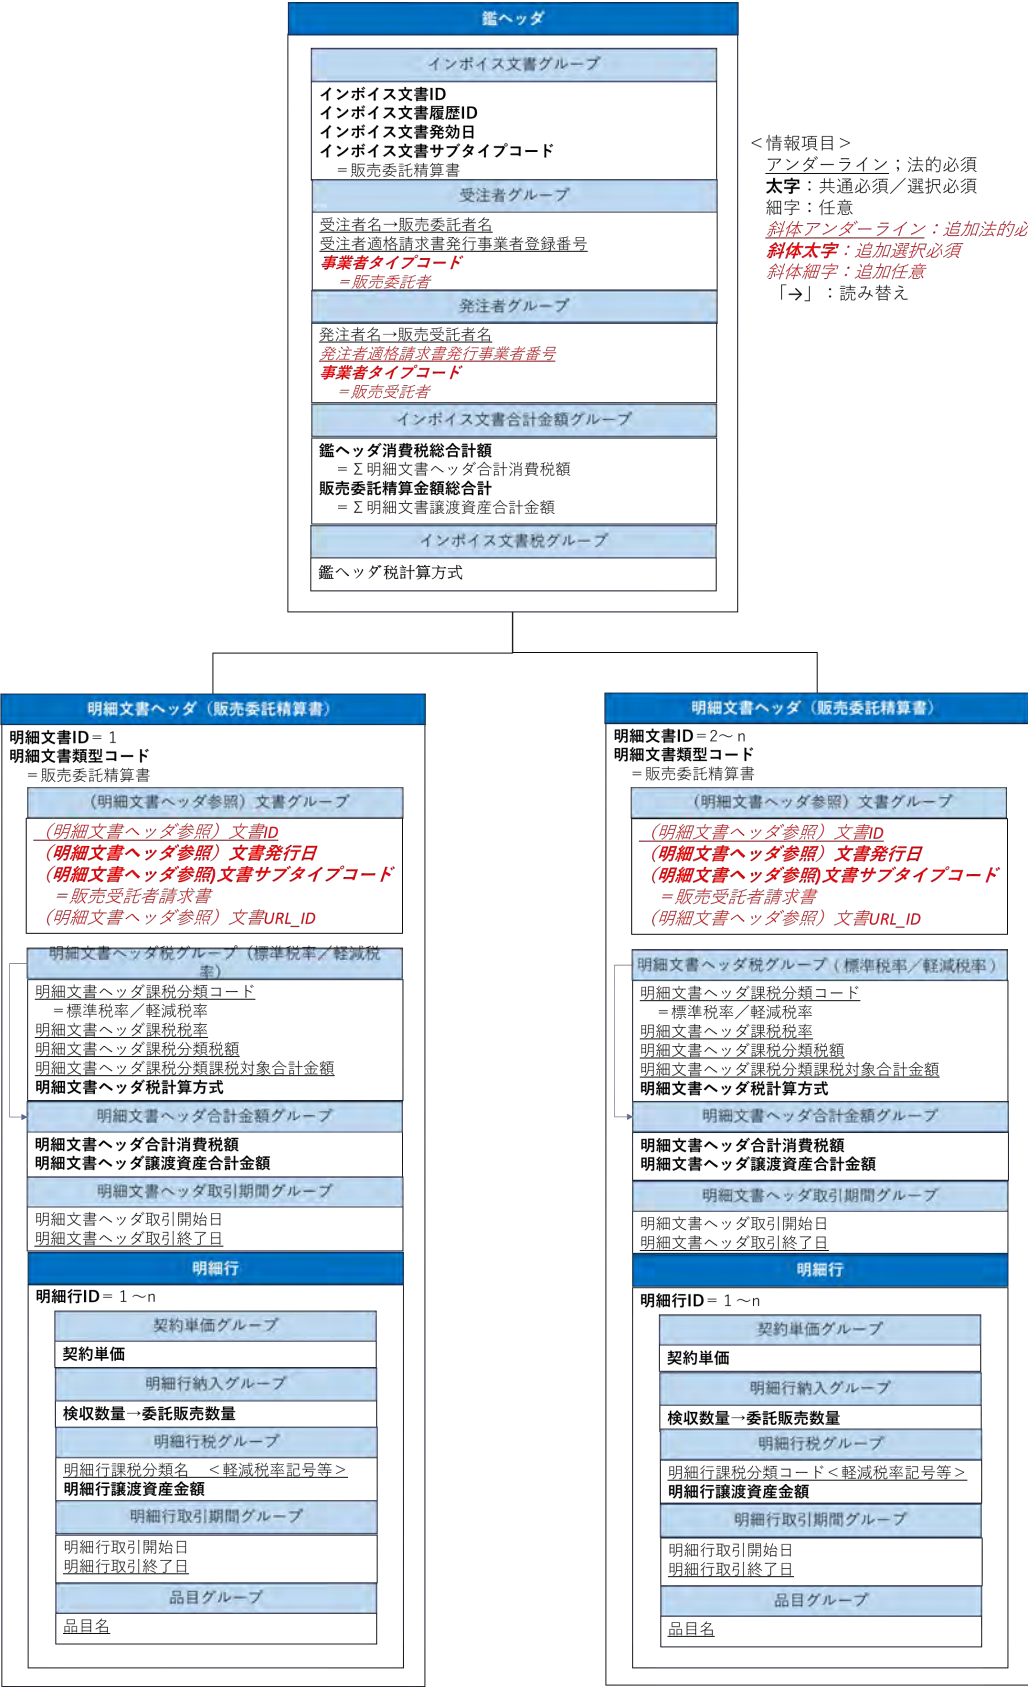 鑑ヘッダ
インボイス文書グループ
インボイス文書ID
インボイス文書履歴ID
インボイス文書発効日
インボイス文書サブタイプコード
＝販売委託精算書
受注者グループ
受注者名→販売委託者名
受注者適格請求書発行事業者登録番号
事業者タイプコード
＝販売委託者
発注者グループ
発注者名→販売受託者名
発注者適格請求書発行事業者番号
事業者タイプコード
＝販売受託者
インボイス文書合計金額グループ
鑑ヘッダ消費税総合計額
＝Σ明細文書ヘッダ合計消費税額
販売委託精算金額総合計
＝Σ明細文書譲渡資産合計金額
インボイス文書税グループ
鑑ヘッダ税計算方式
＜情報項目＞
アンダーライン；法的必須
太字：共通必須／選択必須
細字：任意
斜体アンダーライン：追加法的必
斜体太字：追加選択必須
斜体細字：追加任意
「→」：読み替え
明細文書ヘッダ（販売委託精算書）
明細文書ID＝１
明細文書類型コード
＝販売委託精算書
（明細文書ヘッダ参照）文書グループ
（明細文書ヘッダ参照）文書ID
（明細文書ヘッダ参照）文書発行日
（明細文書ヘッダ参照)文書サブタイプコード
＝販売受託者請求書
（明細文書ヘッダ参照）文書URL_ID
明細文書ヘッダ税グループ（標準税率／軽減税
率）
明細文書ヘッダ課税分類コード
＝標準税率／軽減税率
明細文書ヘッダ課税税率
明細文書ヘッダ課税分類税額
明細文書ヘッダ課税分類課税対象合計金額
明細文書ヘッダ税計算方式
明細文書ヘッダ合計金額グループ
明細文書ヘッダ合計消費税額
明細文書ヘッダ譲渡資産合計金額
明細文書ヘッダ取引期間グループ
明細文書ヘッダ取引開始日
明細文書ヘッダ取引終了日
明細行
明細行ID＝１～n
契約単価グループ
契約単価
明細行納入グループ
検収数量→委託販売数量
明細行税グループ
明細行課税分類名　＜軽減税率記号等＞
明細行譲渡資産金額
明細行取引期間グループ
明細行取引開始日
明細行取引終了日
品目グループ
品目名
明細文書ヘッダ（販売委託精算書）
明細文書ID＝2～ｎ
明細文書類型コード
＝販売委託精算書
（明細文書ヘッダ参照）文書グループ
（明細文書ヘッダ参照）文書ID
（明細文書ヘッダ参照）文書発行日
（明細文書ヘッダ参照)文書サブタイプコード
＝販売受託者請求書
（明細文書ヘッダ参照）文書URL_ID
明細文書ヘッダ税グループ（標準税率／軽減税率）
明細文書ヘッダ課税分類コード
＝標準税率／軽減税率
明細文書ヘッダ課税税率
明細文書ヘッダ課税分類税額
明細文書ヘッダ課税分類課税対象合計金額
明細文書ヘッダ税計算方式
明細文書ヘッダ合計金額グループ
明細文書ヘッダ合計消費税額
明細文書ヘッダ譲渡資産合計金額
明細文書ヘッダ取引期間グループ
明細文書ヘッダ取引開始日
明細文書ヘッダ取引終了日
明細行
明細行ID＝１～n
契約単価グループ
契約単価
明細行納入グループ
検収数量→委託販売数量
明細行税グループ
明細行課税分類コード＜軽減税率記号等＞
明細行譲渡資産金額
明細行取引期間グループ
明細行取引開始日
明細行取引終了日
品目グループ
品目名